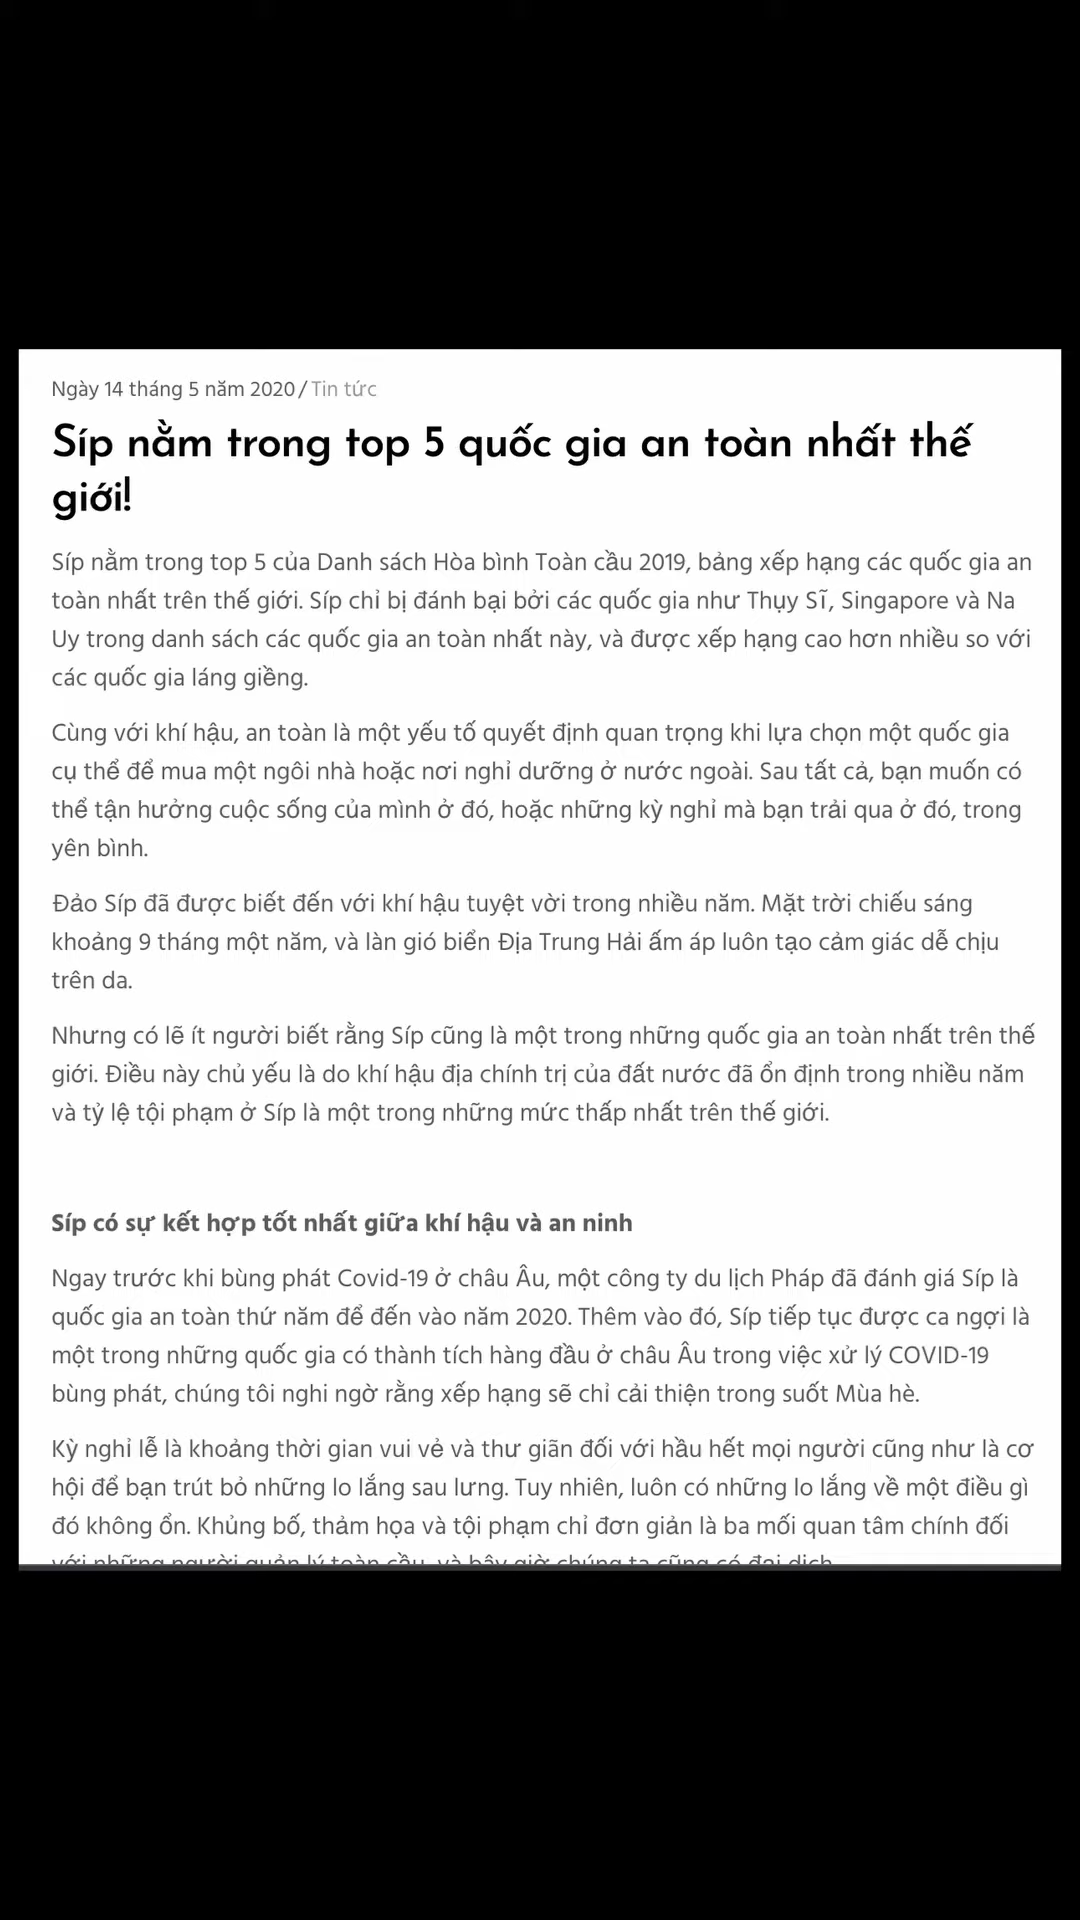 Ngày 14 tháng 5 năm 2020 / Tin tức
Síp nằm trong top 5 quốc gia an toàn nhất thế
giới!
Síp nằm trong top 5 của Danh sách Hòa bình Toàn cầu 2019, bảng xếp hạng các quốc gia an
toàn nhất trên thế giới. Síp chỉ bị đánh bại bởi các quốc gia như Thụy Sĩ, Singapore và Na
Uy trong danh sách các quốc gia an toàn nhất này, và được xếp hạng cao hơn nhiều so với
các quốc gia láng giềng.
Cùng với khí hậu, an toàn là một yếu tố quyết định quan trọng khi lựa chọn một quốc gia
cụ thể để mua một ngôi nhà hoặc nơi nghỉ dưỡng ở nước ngoài. Sau tất cả, bạn muốn có
thể tận hưởng cuộc sống của mình ở đó, hoặc những kỳ nghỉ mà bạn trải qua ở đó, trong
yên bình.
Đảo Síp đã được biết đến với khí hậu tuyệt vời trong nhiều năm. Mặt trời chiếu sáng
khoảng 9 tháng một năm, và làn gió biển Địa Trung Hải ấm áp luôn tạo cảm giác dễ chịu
trên da.
Nhưng có lẽ ít người biết rằng Síp cũng là một trong những quốc gia an toàn nhất trên thế
giới. Điều này chủ yếu là do khí hậu địa chính trị của đất nước đã ổn định trong nhiều năm
và tỷ lệ tội phạm ở Síp là một trong những mức thấp nhất trên thế giới.
Síp có sự kết hợp tốt nhất giữa khí hậu và an ninh
Ngay trước khi bùng phát Covid-19 ở châu Âu, một công ty du lịch Pháp đã đánh giá Síp là
quốc gia an toàn thứ năm để đến vào năm 2020. Thêm vào đó, Síp tiếp tục được ca ngợi là
một trong những quốc gia có thành tích hàng đầu ở châu Âu trong việc xử lý COVID-19
bùng phát, chúng tôi nghi ngờ rằng xếp hạng sẽ chỉ cải thiện trong suốt Mùa hè.
Kỳ nghỉ lễ là khoảng thời gian vui vẻ và thư giãn đối với hầu hết mọi người cũng như là cơ
hội để bạn trút bỏ những lo lắng sau lưng. Tuy nhiên, luôn có những lo lắng về một điều gì
đó không ổn. Khủng bố, thảm họa và tội phạm chỉ đơn giản là ba mối quan tâm chính đối
với những người quản lý toàn cầu, và bây giờ chúng ta cũng có đại dịch